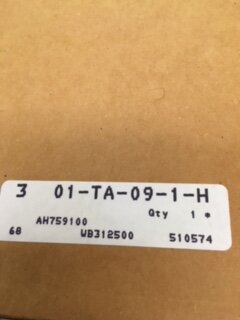 3 01-TA-09-1-H
Qty 1 *
AH759100
68 WB312500 510574